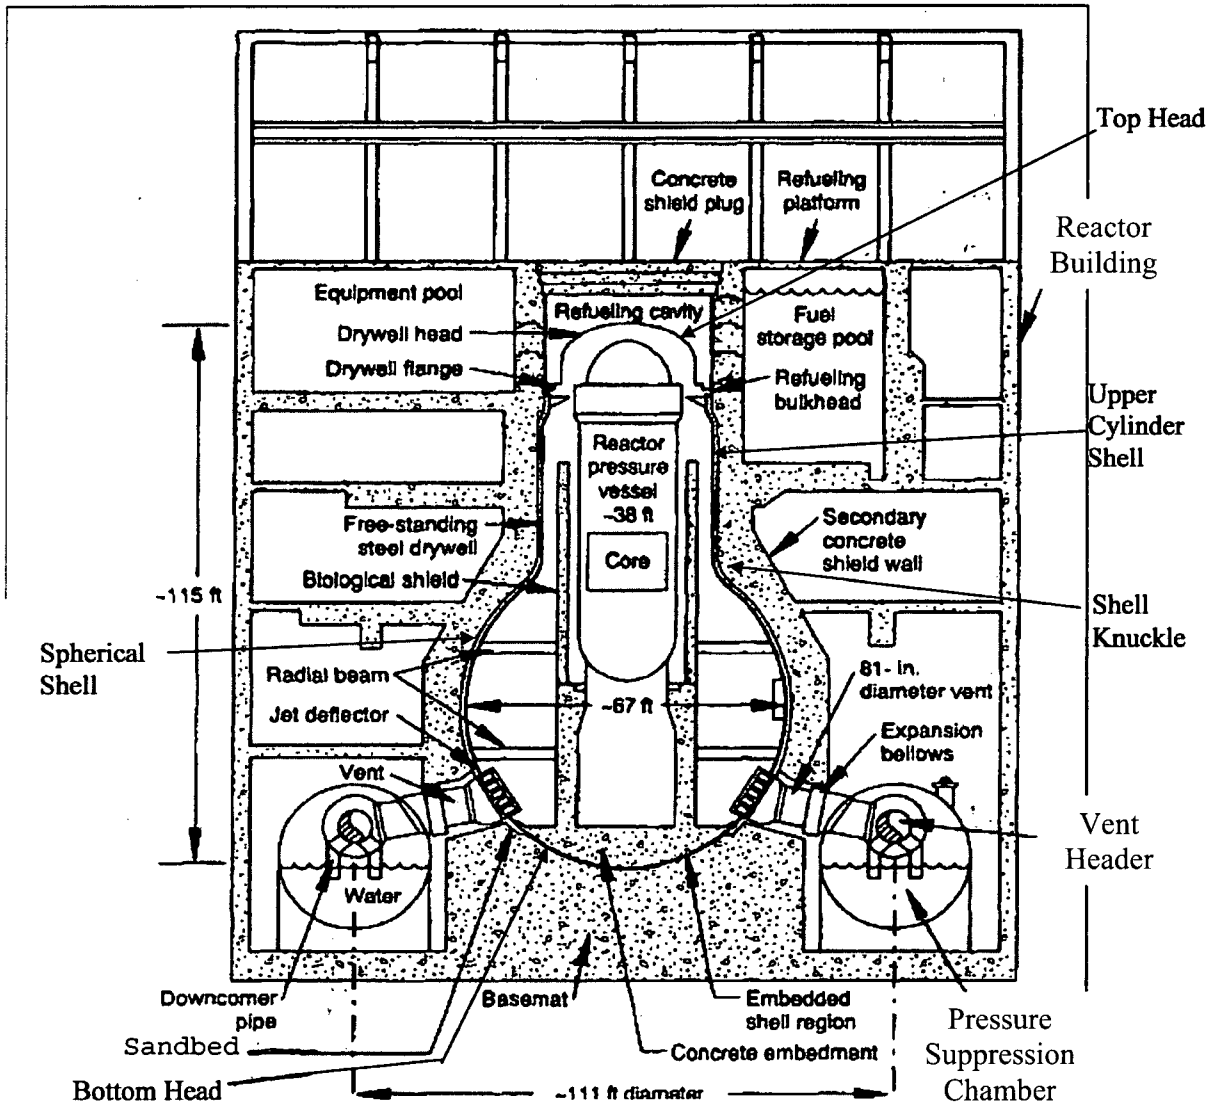 Top Head
Concrete
shield plug
Refueling
platform
Reactor
Building
Equipment pool
Refueling cavity
Fuel
storage pool
Drywell head
Drywell flange
Refueling
bulkhead
Upper
Cylinder
Shell
Reactor
pressure
vessel
~38 ft
Free-standing
steel drywell
Secondary
concrete
shield wall
Core
Biological shield
~115 ft
Shell
Knuckle
Spherical
Shell
Radial beam
81- in.
diameter vent
~67 ft
Jet deflector
Expansion
bellows
Vent
Vent
Header
Water
Downcomer
pipe
Basemat
Embedded
shell region
Pressure
Suppression
Chamber
Sandbed
Concrete embedment
Bottom Head
~111 ft diameter